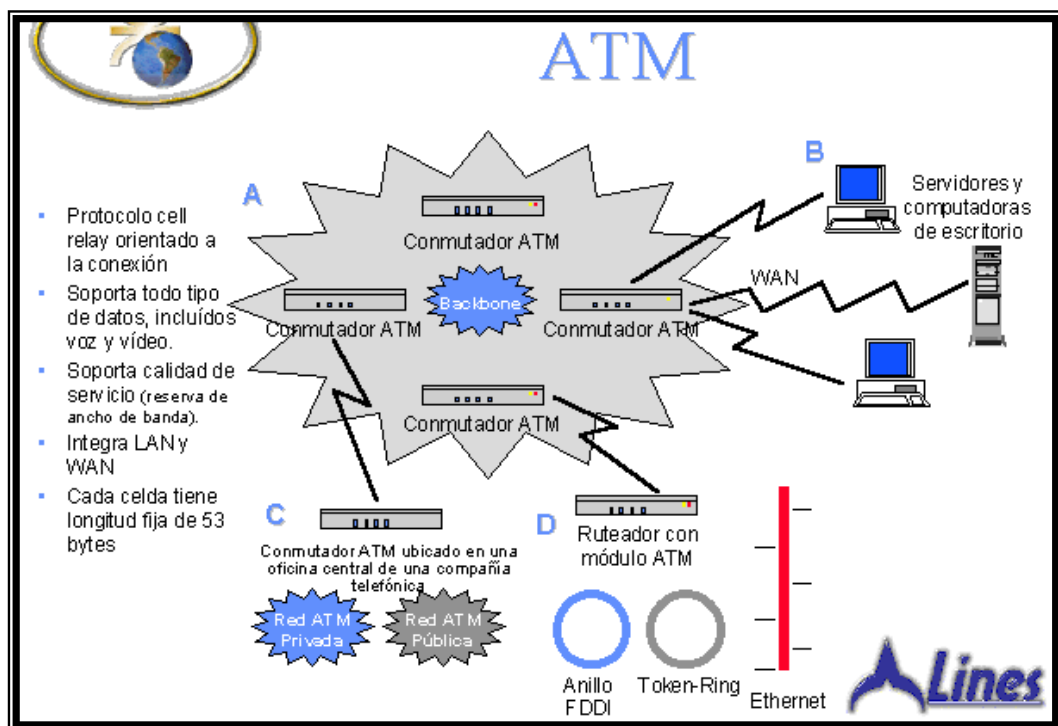 ATM
A
B
Protocolo cell
relay orientado a
la conexión
Soporta todo tipo
de datos, incluídos
voz y vídeo.
Soporta calidad de
servicio (reserva de
ancho de banda).
Integra LAN y
WAN
Cada celda tiene
longitud fija de 53
bytes
Conmutador ATM
Conmutador ATM
Backbone
Conmutador ATM
Conmutador ATM
Servidores y
computadoras
de escritorio
WAN
C
Conmutador ATM ubicado en una
oficina central de una compañía
telefónica
Red ATM
Privada
Red ATM
Pública
D
Ruteador con
módulo ATM
Anillo
FDDI
Token-Ring
Ethernet
Lines